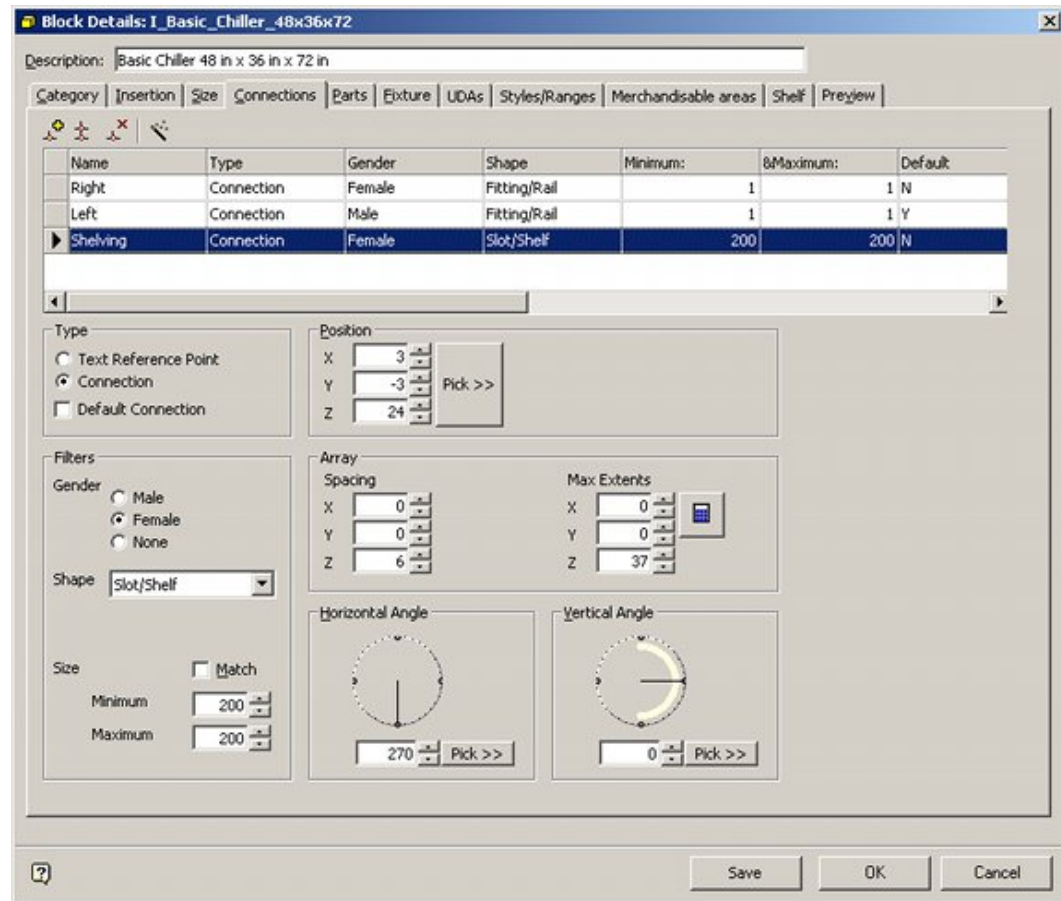 Block Details: I_Basic_Chiller_48x36x72
Description: Basic Chiller 48 in x 36 in x 72 in
Category Insertion Size Connections Parts Fixture UDAs Styles/Ranges Merchandisable areas Shelf Preview
Name Type Gender Shape Minimum: &Maximum: Default
Right Connection Female Fitting/Rail 1 1 N
Left Connection Male Fitting/Rail 1 1 Y
Shelving Connection Female Slot/Shelf 200 200 N
Type Position
Text Reference Point X 3
Connection Y -3 Pick >>
Default Connection Z 24
Filters Array
Gender Spacing Max Extents
Male X 0 X 0
Female Y 0 Y 0
None Z 6 Z 37
Shape Slot/Shelf
Horizontal Angle Vertical Angle
Size Match
Minimum 200
Maximum 200
270 Pick >> 0 Pick >>
? Save OK Cancel